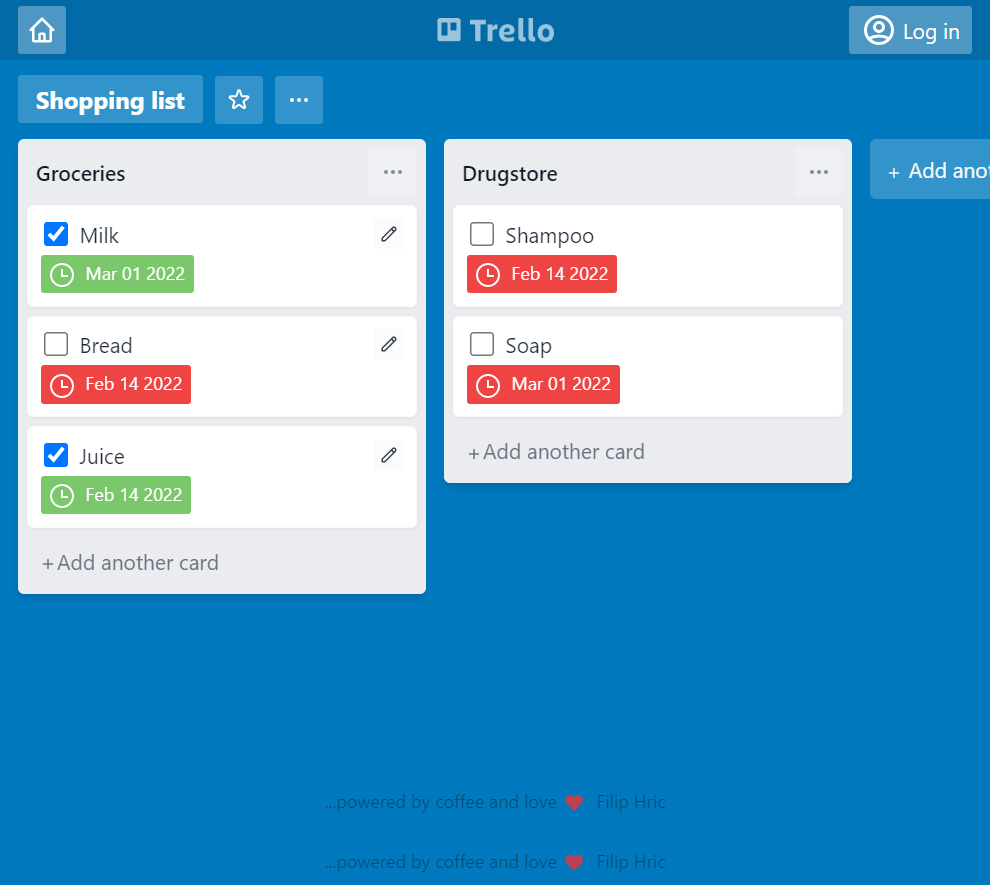 Trello
Log in
Shopping list
Groceries
Milk
Mar 01 2022
Bread
Feb 14 2022
Juice
Feb 14 2022
+ Add another card
Drugstore
Shampoo
Feb 14 2022
Soap
Mar 01 2022
+ Add another card
+ Add anot
...powered by coffee and love Filip Hric
...powered by coffee and love Filip Hric